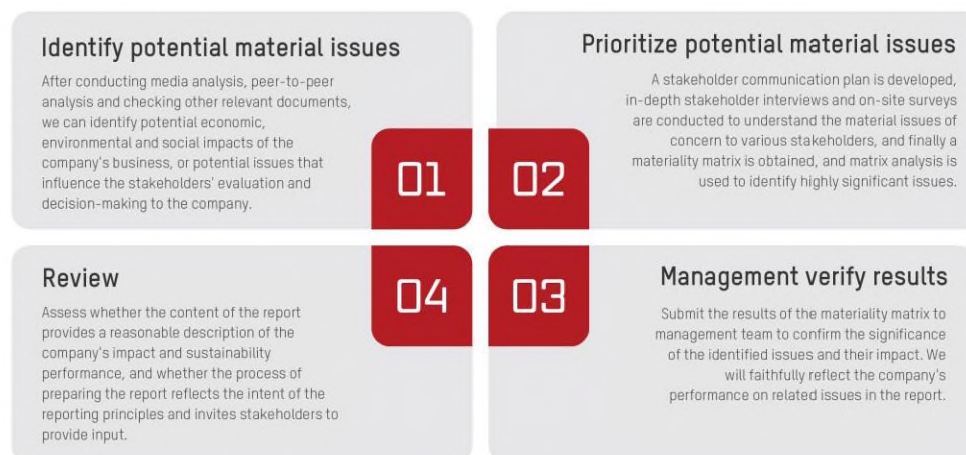 Identify potential material issues
After conducting media analysis, peer-to-peer
analysis and checking other relevant documents,
we can identify potential economic,
environmental and social impacts of the
company's business, or potential issues that
influence the stakeholders' evaluation and
decision-making to the company.
01
Prioritize potential material issues
A stakeholder communication plan is developed,
in-depth stakeholder interviews and on-site surveys
are conducted to understand the material issues of
concern to various stakeholders, and finally a
materiality matrix is obtained, and matrix analysis is
used to identify highly significant issues.
02
Review
Assess whether the content of the report
provides a reasonable description of the
company's impact and sustainability
performance, and whether the process of
preparing the report reflects the intent of the
reporting principles and invites stakeholders to
provide input.
04
03
Management verify results
Submit the results of the materiality matrix to
management team to confirm the significance
of the identified issues and their impact. We
will faithfully reflect the company's
performance on related issues in the report.